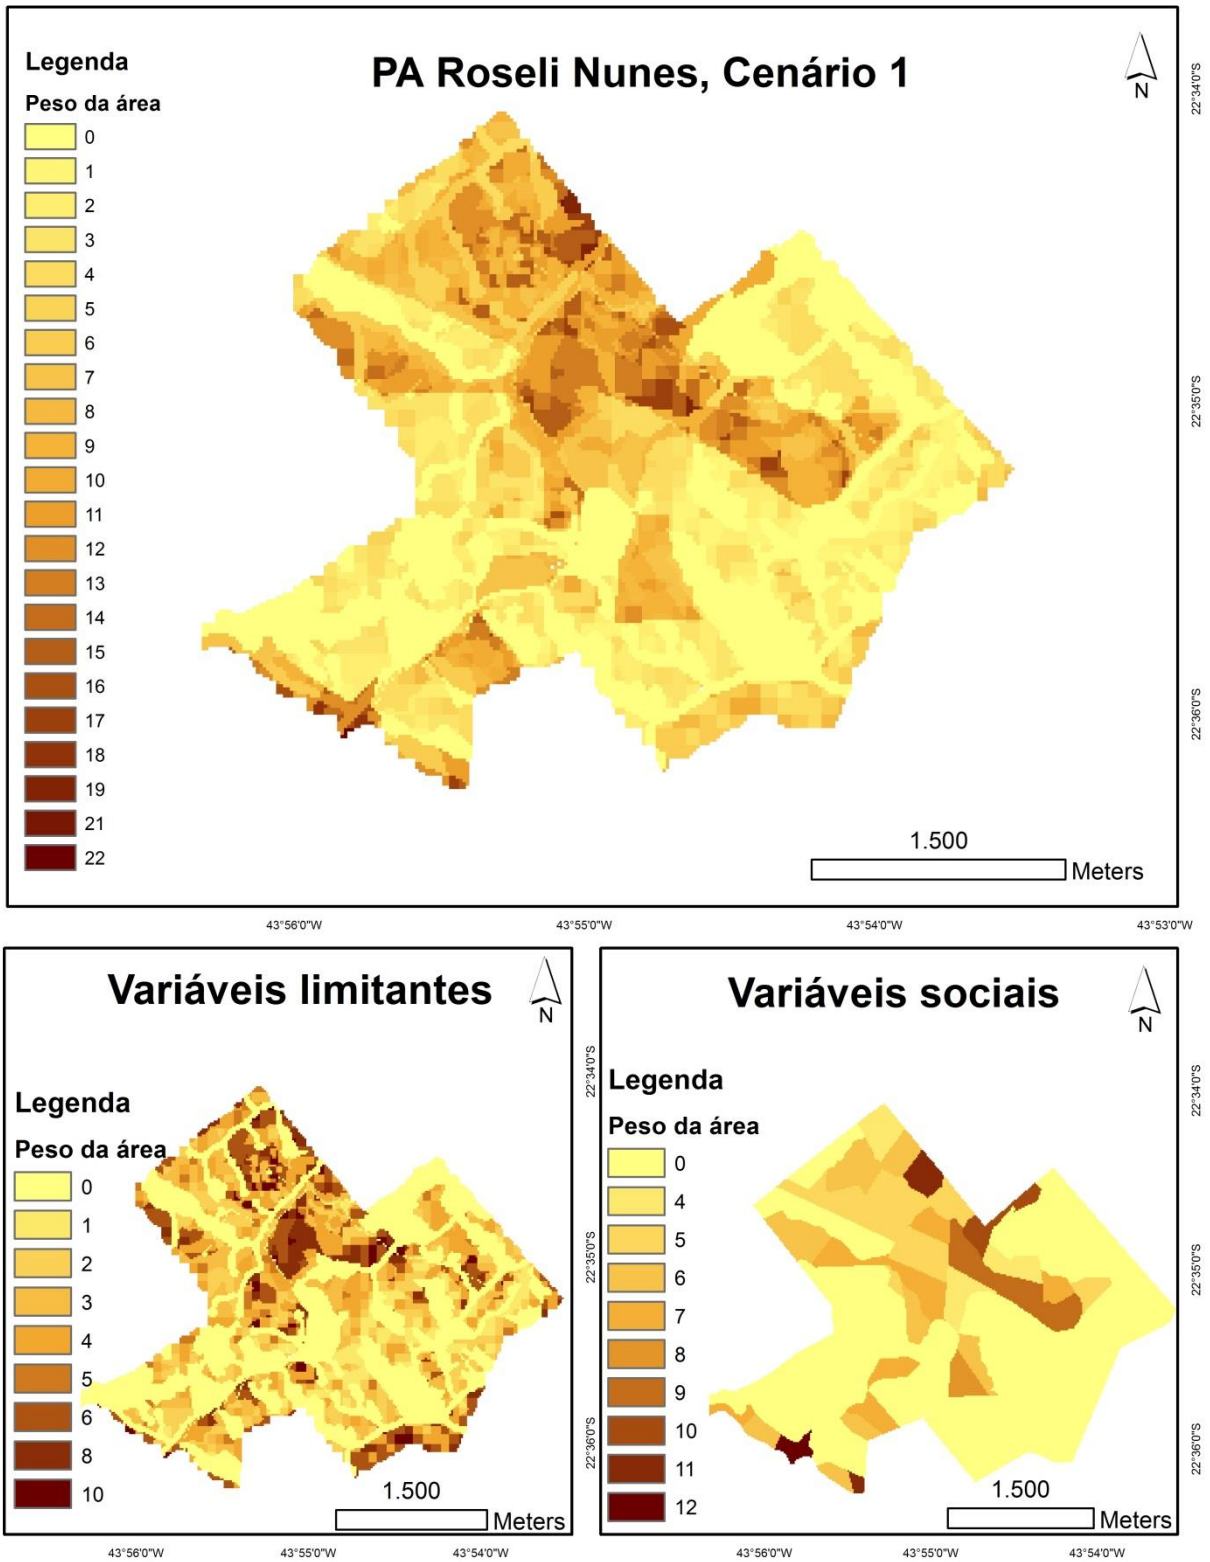 PA Roseli Nunes, Cenário 1
N
Legenda
Peso da área
0
1
2
3
4
5
6
7
8
9
10
11
12
13
14
15
16
17
18
19
21
22
1.500
Meters
22°34'0"S
22°35'0"S
22°36'0"S
43°56'0"W
43°55'0"W
43°54'0"W
43°53'0"W
Variáveis limitantes
N
Legenda
Peso da área
0
1
2
3
4
5
6
8
10
1.500
Meters
22°34'0"S
22°35'0"S
22°36'0"S
43°56'0"W
43°55'0"W
43°54'0"W
Variáveis sociais
N
Legenda
Peso da área
0
4
5
6
7
8
9
10
11
12
1.500
Meters
22°34'0"S
22°35'0"S
22°36'0"S
43°56'0"W
43°55'0"W
43°54'0"W